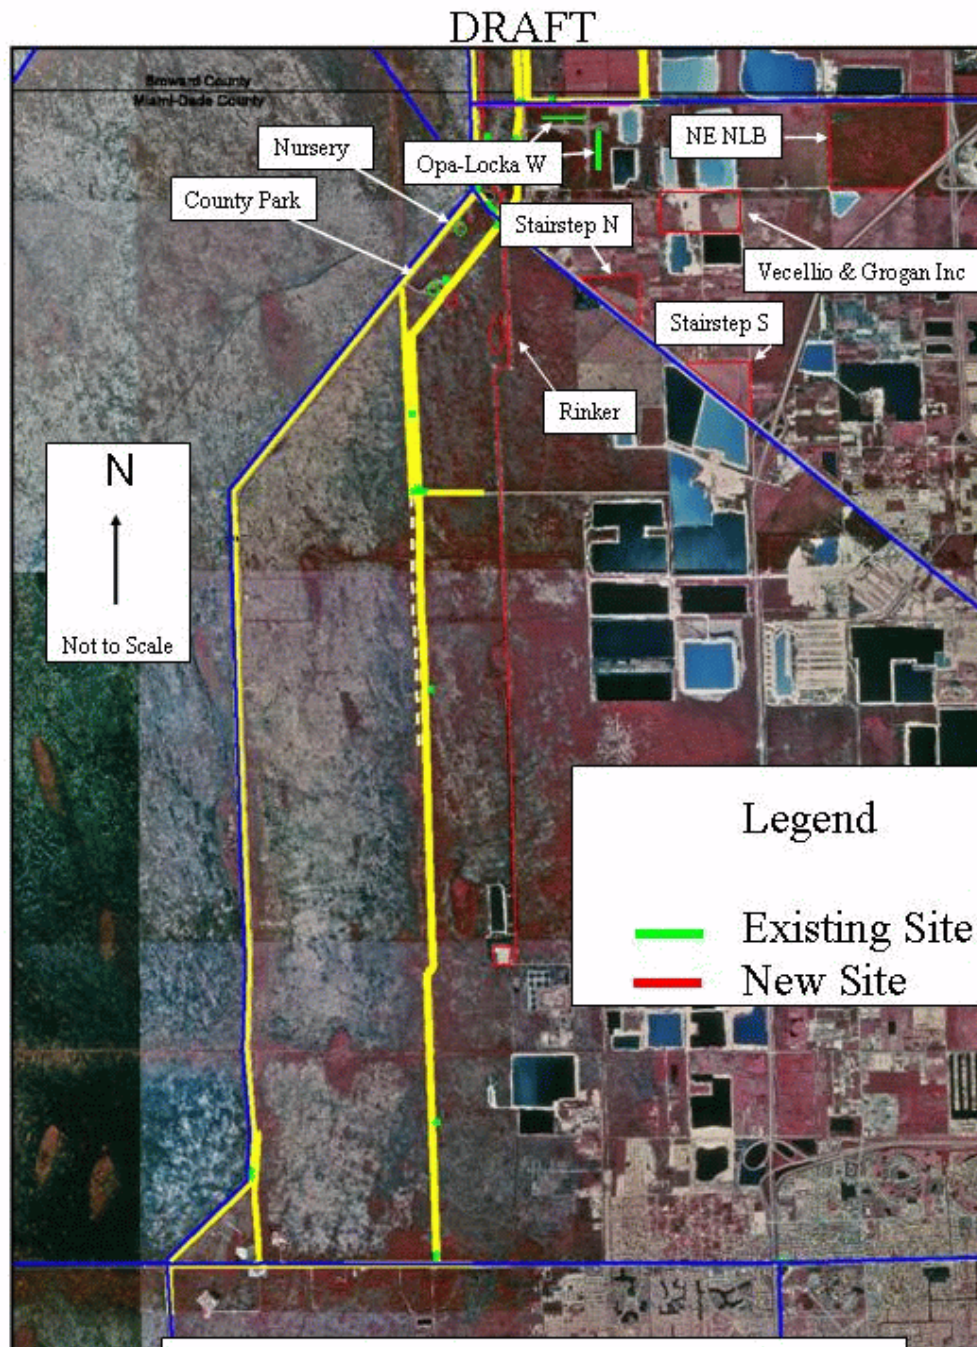 DRAFT
Broward County
Miami-Dade County
Nursery
Opa-Locka W
NE NLB
County Park
Stairstep N
Vecellio & Grogan Inc
Stairstep S
Rinker
N
Not to Scale
Legend
Existing Site
New Site